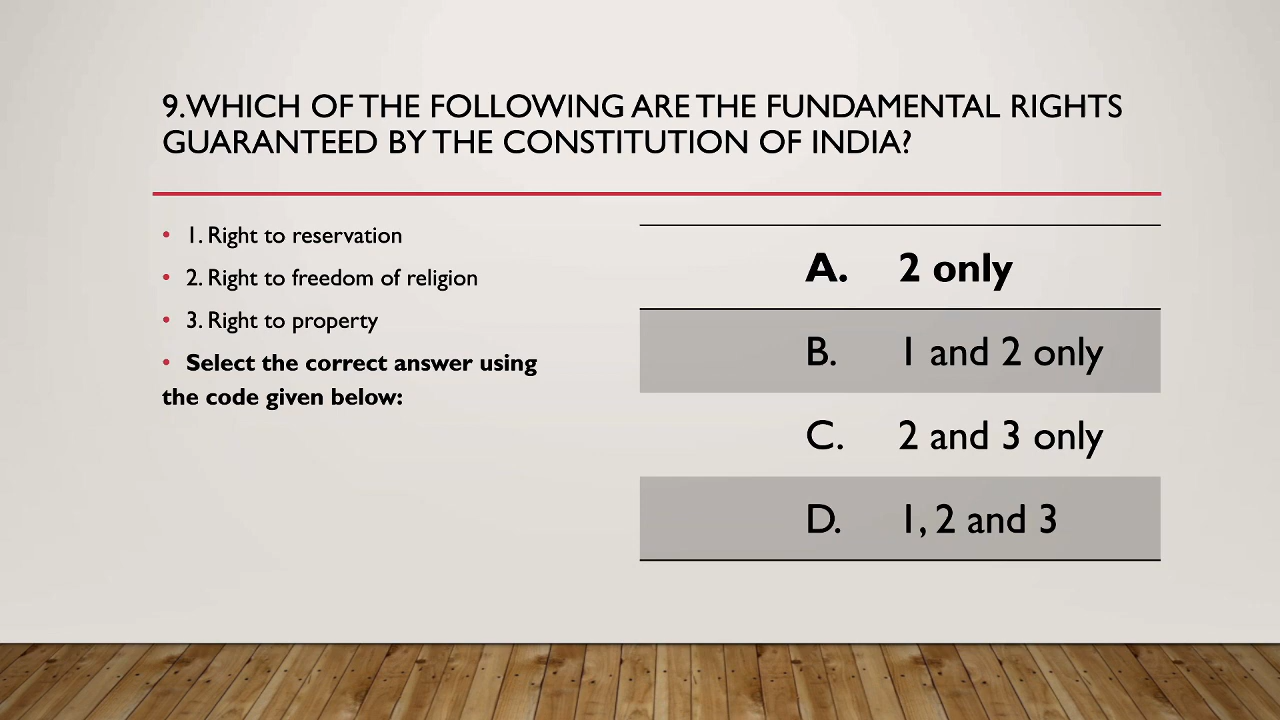 9.WHICH OF THE FOLLOWING ARE THE FUNDAMENTAL RIGHTS
GUARANTEED BY THE CONSTITUTION OF INDIA?
• 1. Right to reservation
• 2. Right to freedom of religion
• 3. Right to property
• Select the correct answer using
the code given below:
A. 2 only
B. 1 and 2 only
C. 2 and 3 only
D. 1, 2 and 3